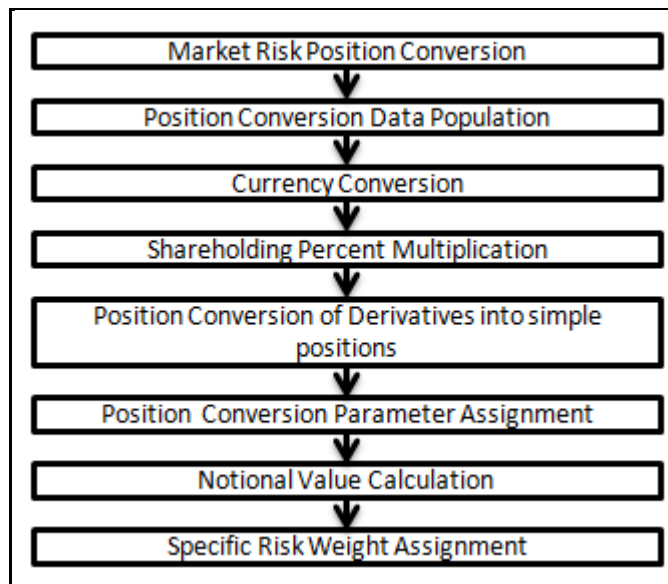 Market Risk Position Conversion
Position Conversion Data Population
Currency Conversion
Shareholding Percent Multiplication
Position Conversion of Derivatives into simple
positions
Position Conversion Parameter Assignment
Notional Value Calculation
Specific Risk Weight Assignment